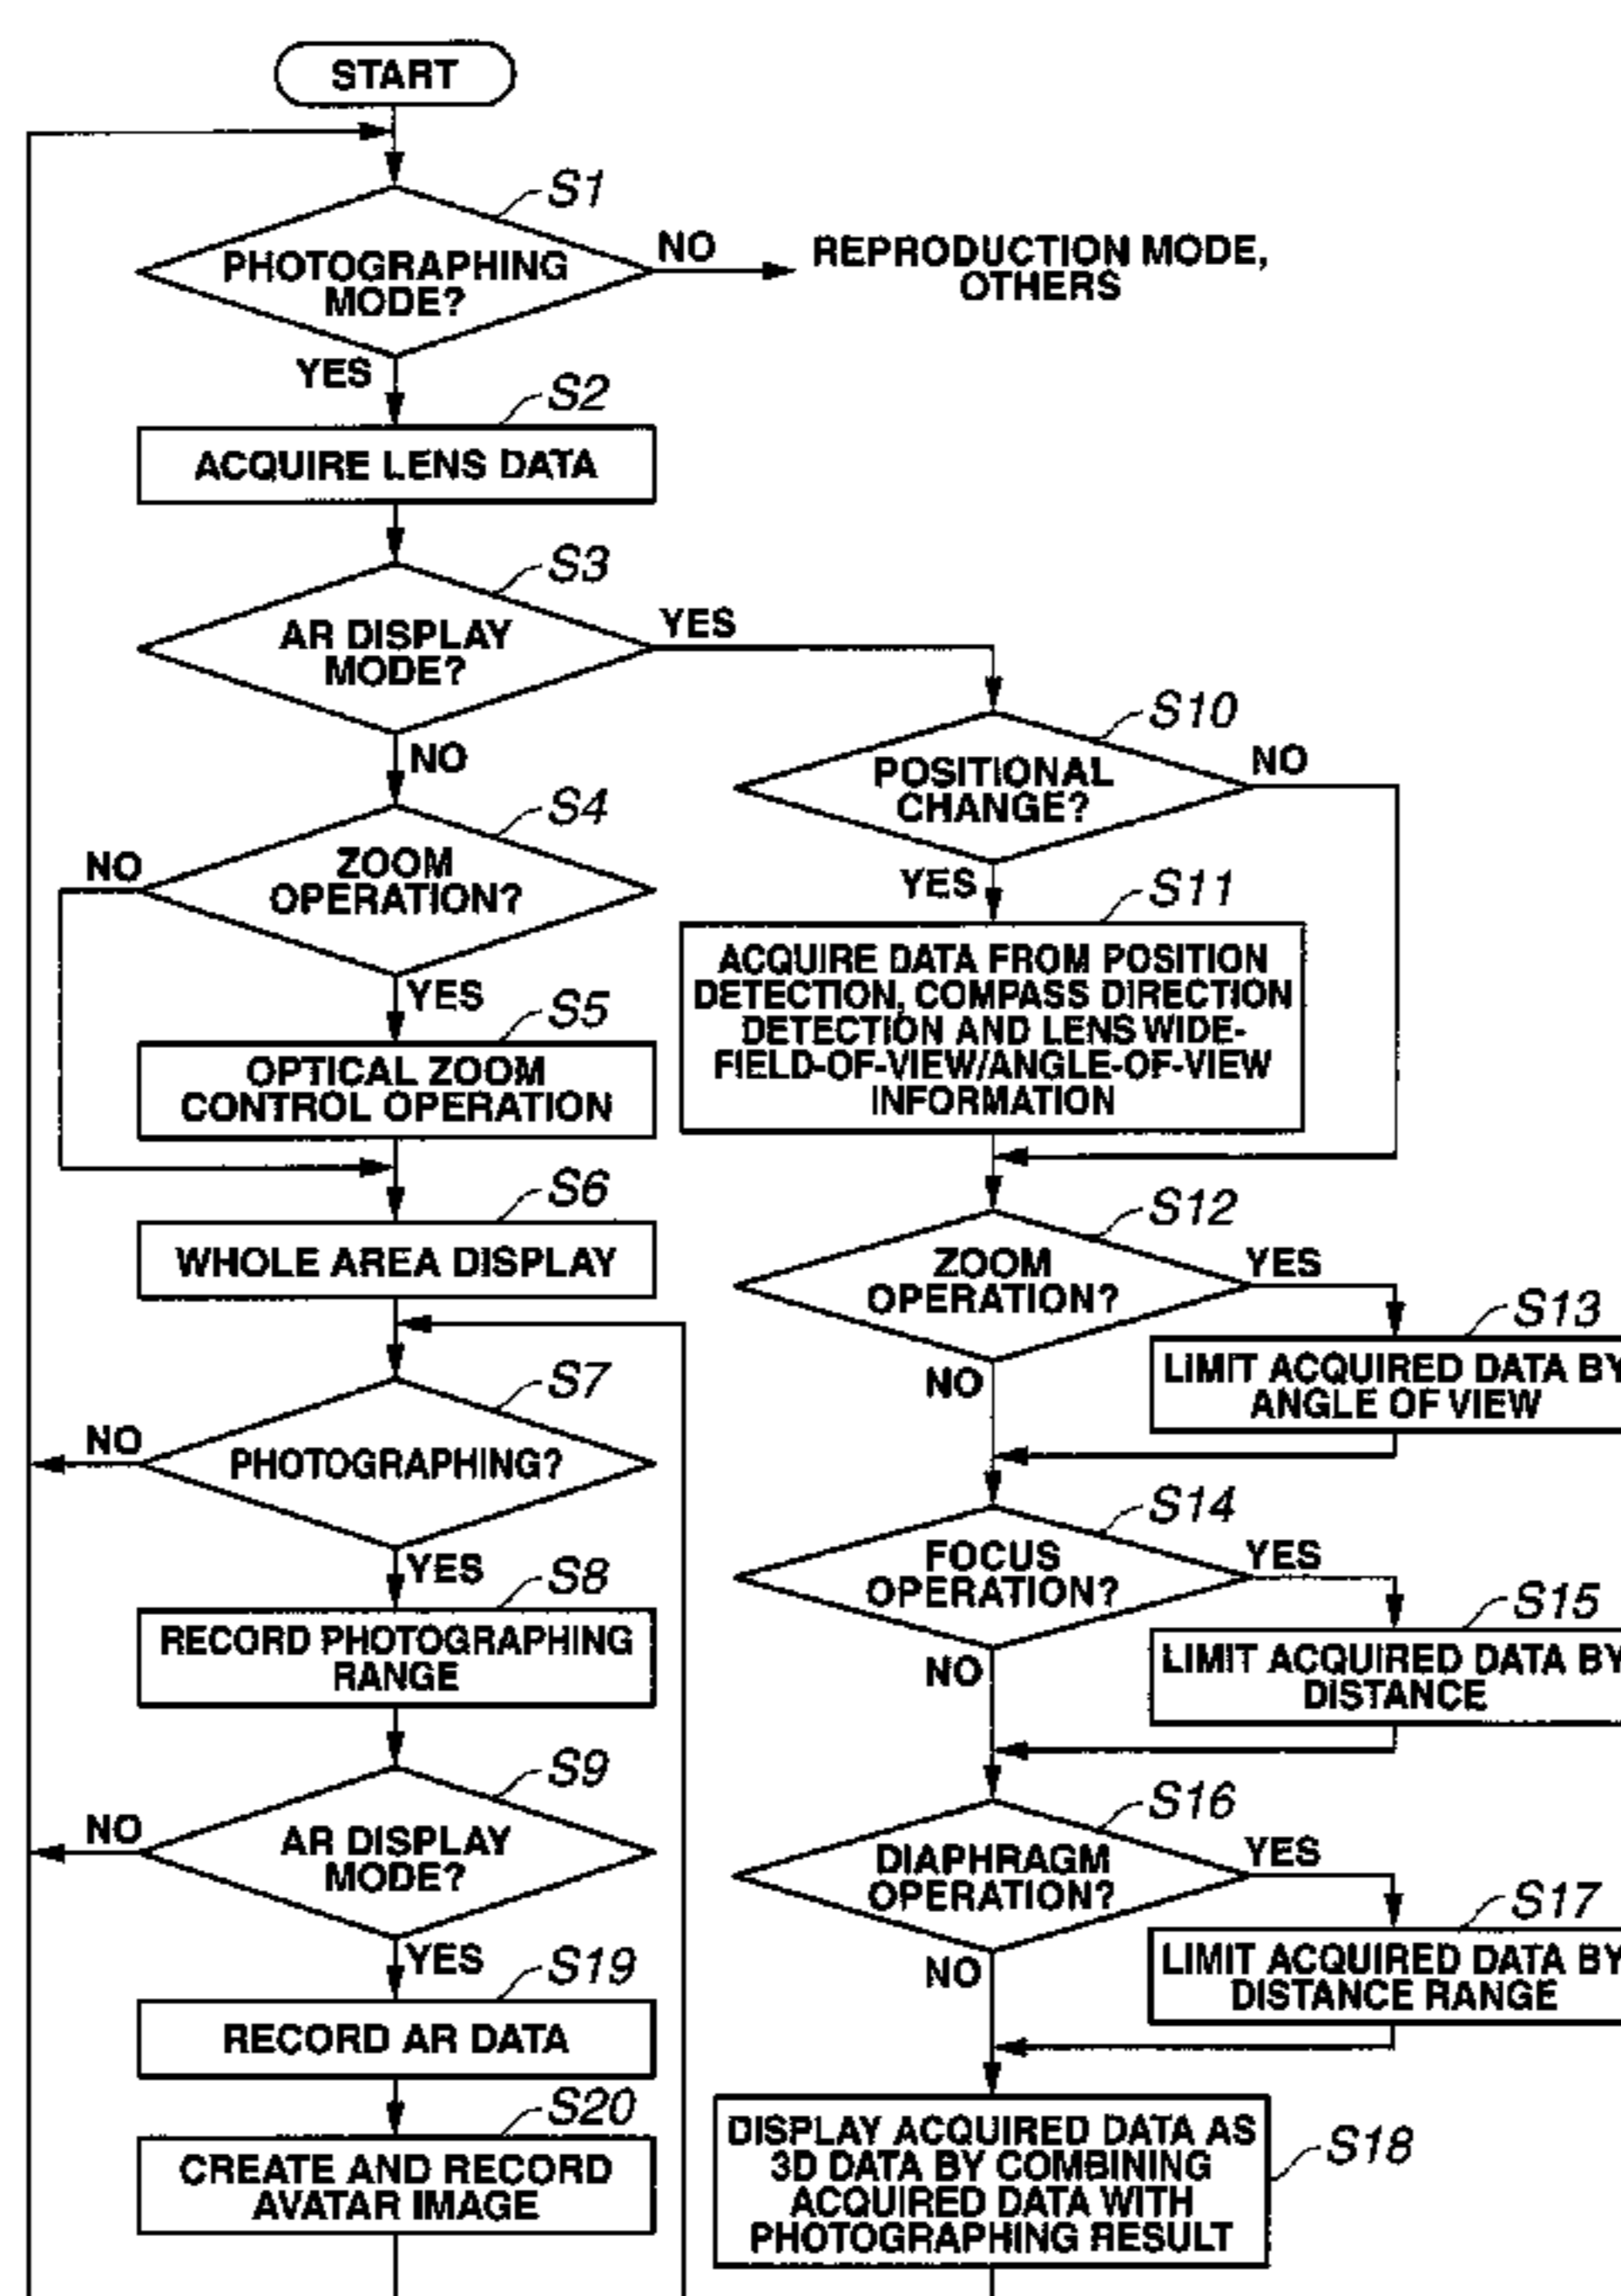 START
S1
PHOTOGRAPHING
MODE?
NO
REPRODUCTION MODE,
OTHERS
YES
S2
ACQUIRE LENS DATA
S3
AR DISPLAY
MODE?
YES
NO
S4
ZOOM
OPERATION?
NO
YES
S5
OPTICAL ZOOM
CONTROL OPERATION
S6
WHOLE AREA DISPLAY
S7
PHOTOGRAPHING?
NO
YES
S8
RECORD PHOTOGRAPHING
RANGE
S9
AR DISPLAY
MODE?
NO
YES
S19
RECORD AR DATA
S20
CREATE AND RECORD
AVATAR IMAGE
S10
POSITIONAL
CHANGE?
NO
YES
S11
ACQUIRE DATA FROM POSITION
DETECTION, COMPASS DIRECTION
DETECTION AND LENS WIDE-
FIELD-OF-VIEW/ANGLE-OF-VIEW
INFORMATION
S12
ZOOM
OPERATION?
YES
NO
S13
LIMIT ACQUIRED DATA BY
ANGLE OF VIEW
S14
FOCUS
OPERATION?
YES
NO
S15
LIMIT ACQUIRED DATA BY
DISTANCE
S16
DIAPHRAGM
OPERATION?
YES
NO
S17
LIMIT ACQUIRED DATA BY
DISTANCE RANGE
S18
DISPLAY ACQUIRED DATA AS
3D DATA BY COMBINING
ACQUIRED DATA WITH
PHOTOGRAPHING RESULT